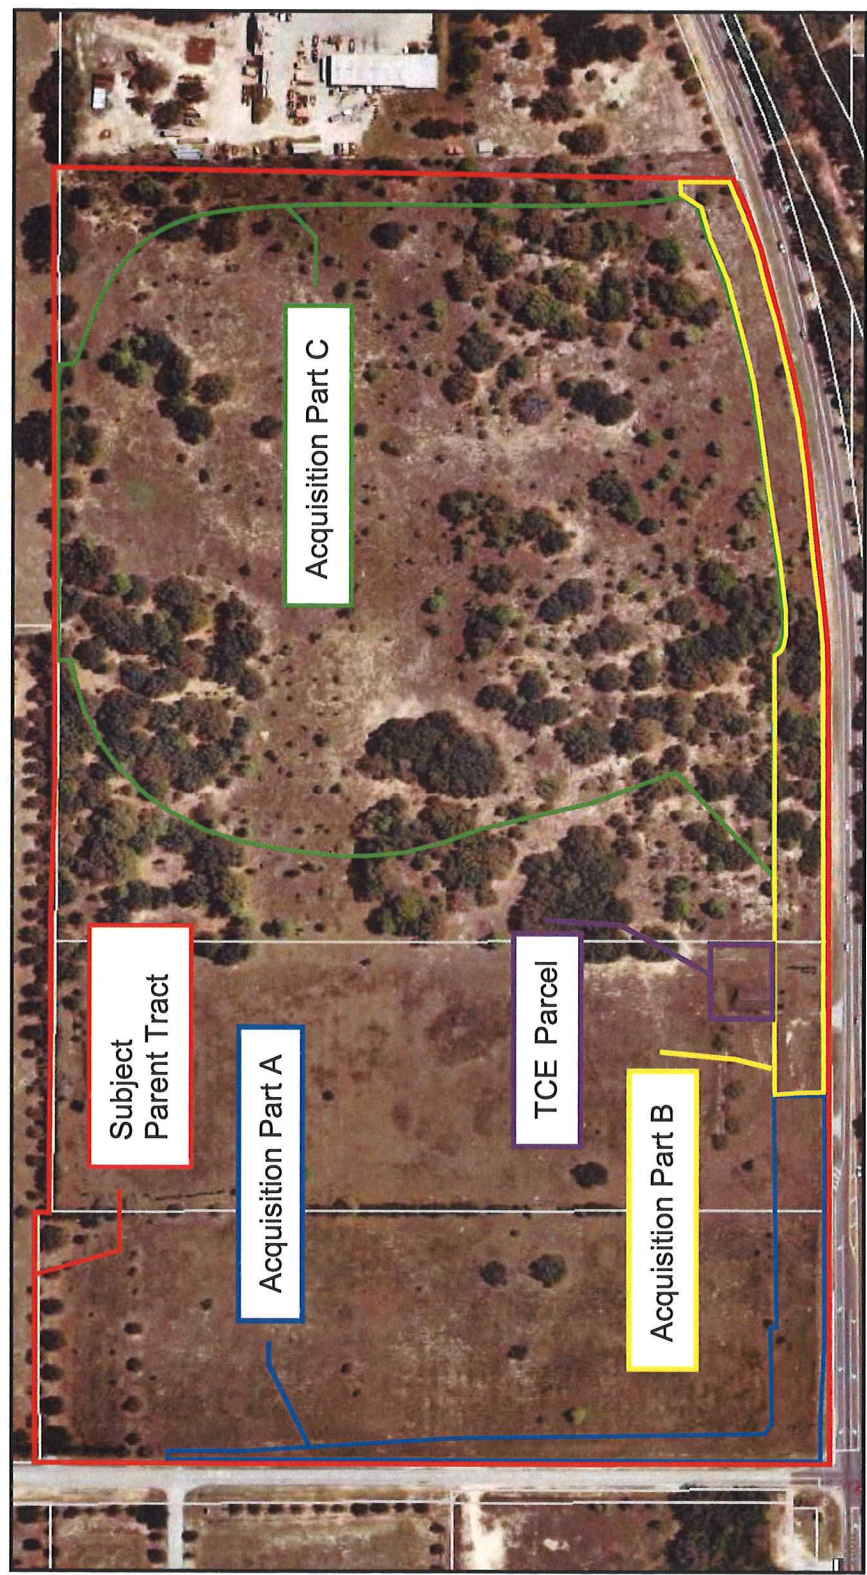 Subject
Parent Tract
Acquisition Part A
Acquisition Part B
TCE Parcel
Acquisition Part C